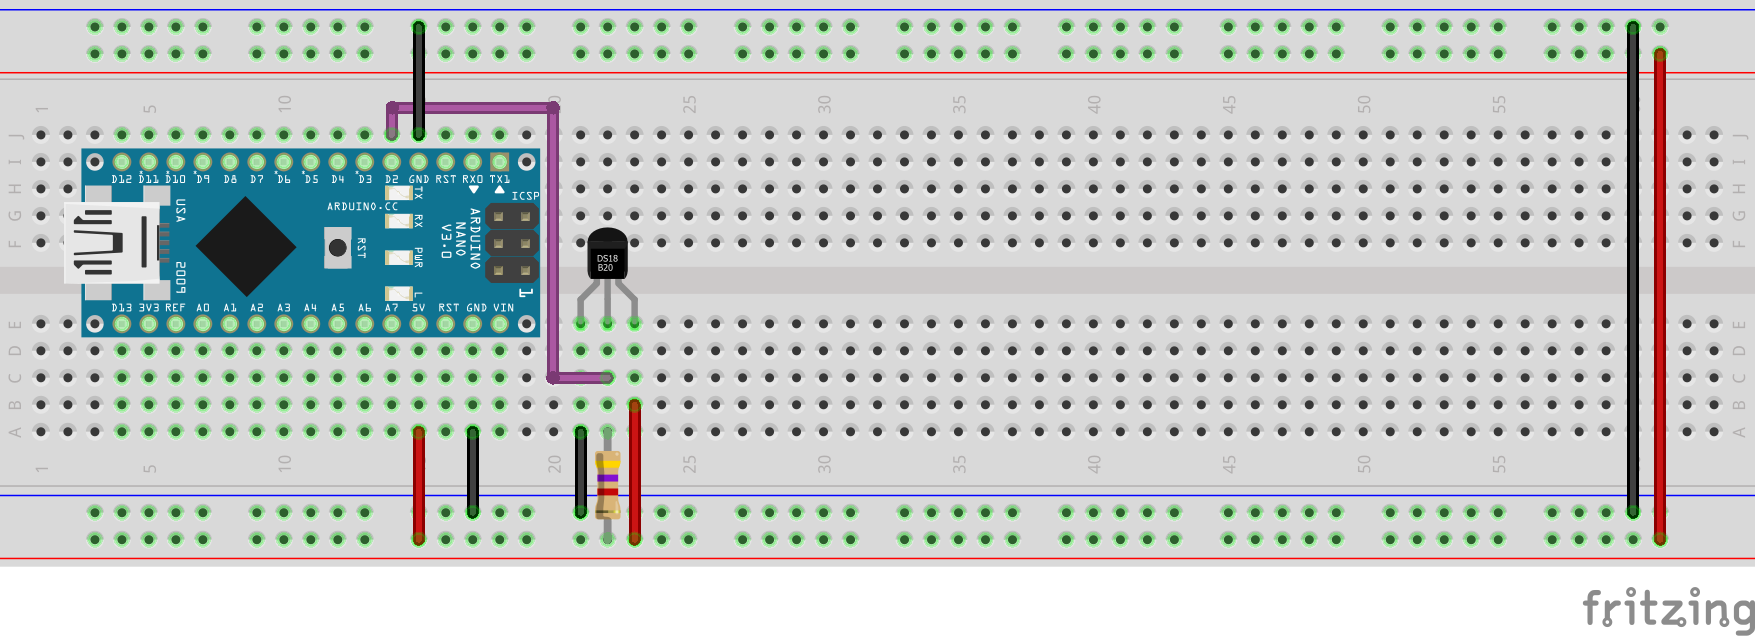 1 5 10 20 25 30 35 40 45 50 55
J J
I I
H H
G G
F F
D12 D11 D10 D9 D8 D7 D6 D5 D4 D3 D2 GND RST RX0 TX1
ICSP
TX
RX
PWR
L
ARDUINO.CC
USA
2009
RST
ARDUINO
NANO
V3.0
1
DS18
B20
D13 3V3 REF A0 A1 A2 A3 A4 A5 A6 A7 5V RST GND VIN
E E
D D
C C
B B
A A
1 5 10 20 25 30 35 40 45 50 55
fritzing